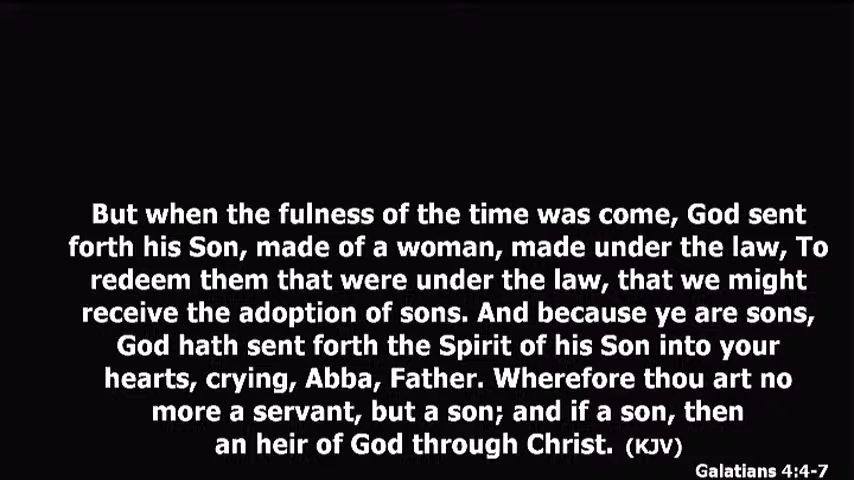 But when the fulness of the time was come, God sent
forth his Son, made of a woman, made under the law, To
redeem them that were under the law, that we might
receive the adoption of sons. And because ye are sons,
God hath sent forth the Spirit of his Son into your
hearts, crying, Abba, Father. Wherefore thou art no
more a servant, but a son; and if a son, then
an heir of God through Christ. (KJV)
Galatians 4:4-7